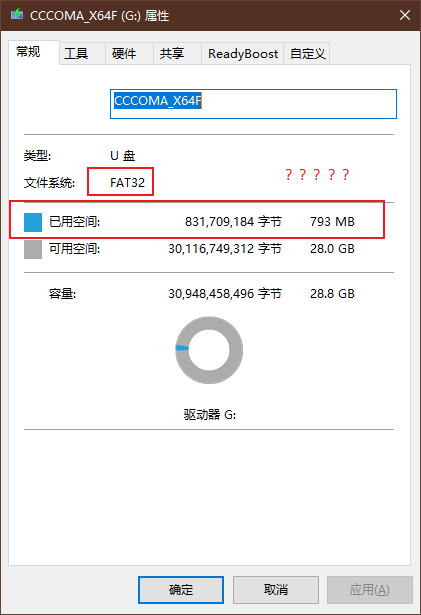 CCCOMA_X64F (G:) 属性
常规 工具 硬件 共享 ReadyBoost 自定义
CCCOMA_X64F
类型: U 盘
文件系统: FAT32 ? ? ? ? ?
已用空间: 831,709,184 字节 793 MB
可用空间: 30,116,749,312 字节 28.0 GB
容量: 30,948,458,496 字节 28.8 GB
驱动器 G:
确定 取消 应用(A)